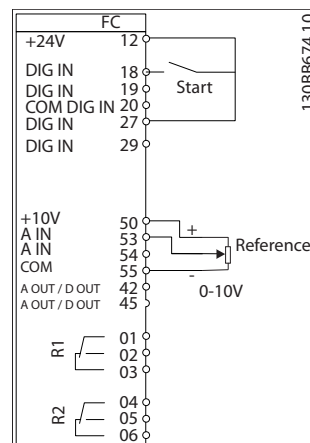 FC
+24V 12
DIG IN 18
DIG IN 19
COM DIG IN 20
DIG IN 27
DIG IN 29
Start
+10V 50
A IN 53
A IN 54
COM 55
A OUT / D OUT 42
A OUT / D OUT 45
+
Reference
-
0-10V
R1
01
02
03
R2
04
05
06
130BB674.10